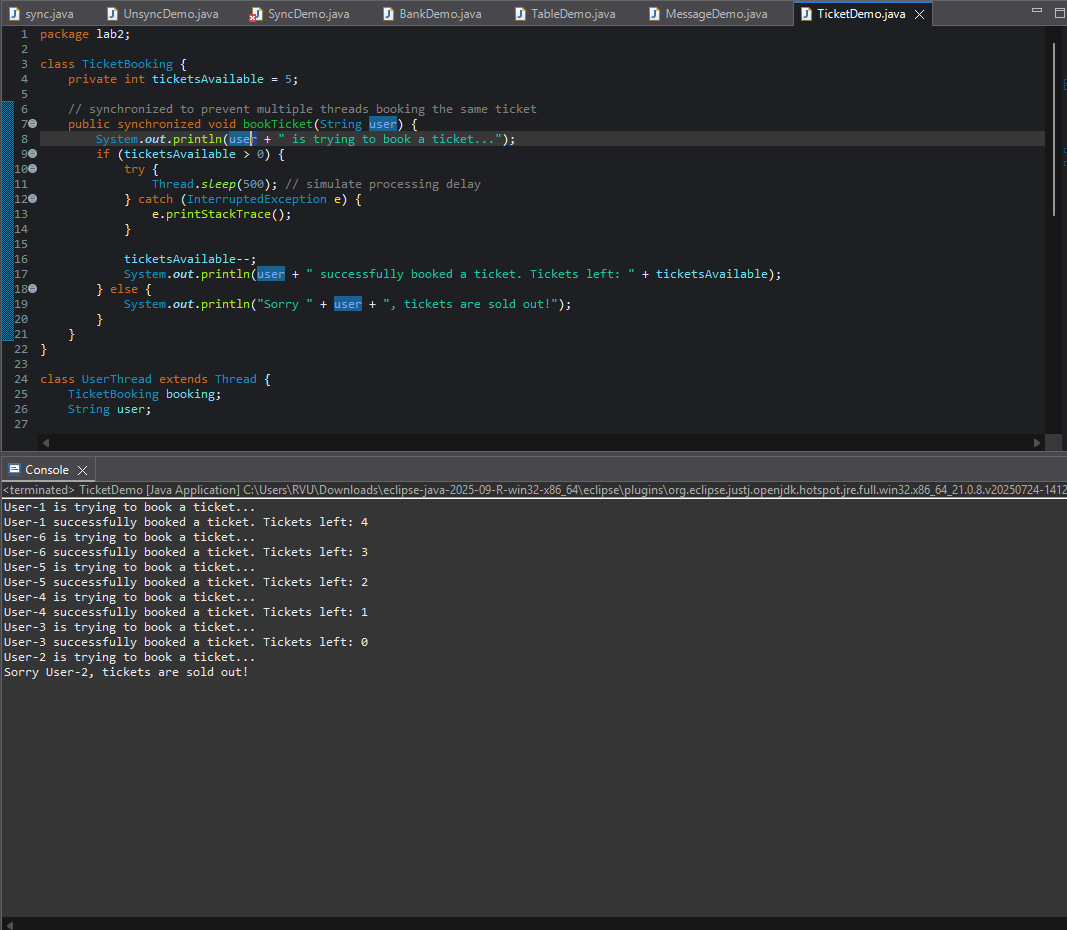 sync.java UnsyncDemo.java SyncDemo.java BankDemo.java TableDemo.java MessageDemo.java TicketDemo.java
1 package lab2;
2
3 class TicketBooking {
4     private int ticketsAvailable = 5;
5
6     // synchronized to prevent multiple threads booking the same ticket
7     public synchronized void bookTicket(String user) {
8         System.out.println(user + " is trying to book a ticket...");
9         if (ticketsAvailable > 0) {
10             try {
11                 Thread.sleep(500); // simulate processing delay
12             } catch (InterruptedException e) {
13                 e.printStackTrace();
14             }
15
16             ticketsAvailable--;
17             System.out.println(user + " successfully booked a ticket. Tickets left: " + ticketsAvailable);
18         } else {
19             System.out.println("Sorry " + user + ", tickets are sold out!");
20         }
21     }
22 }
23
24 class UserThread extends Thread {
25     TicketBooking booking;
26     String user;
27
Console
<terminated> TicketDemo [Java Application] C:\Users\RVU\Downloads\eclipse-java-2025-09-R-win32-x86_64\eclipse\plugins\org.eclipse.justj.openjdk.hotspot.jre.full.win32.x86_64_21.0.8.v20250724-1412
User-1 is trying to book a ticket...
User-1 successfully booked a ticket. Tickets left: 4
User-6 is trying to book a ticket...
User-6 successfully booked a ticket. Tickets left: 3
User-5 is trying to book a ticket...
User-5 successfully booked a ticket. Tickets left: 2
User-4 is trying to book a ticket...
User-4 successfully booked a ticket. Tickets left: 1
User-3 is trying to book a ticket...
User-3 successfully booked a ticket. Tickets left: 0
User-2 is trying to book a ticket...
Sorry User-2, tickets are sold out!